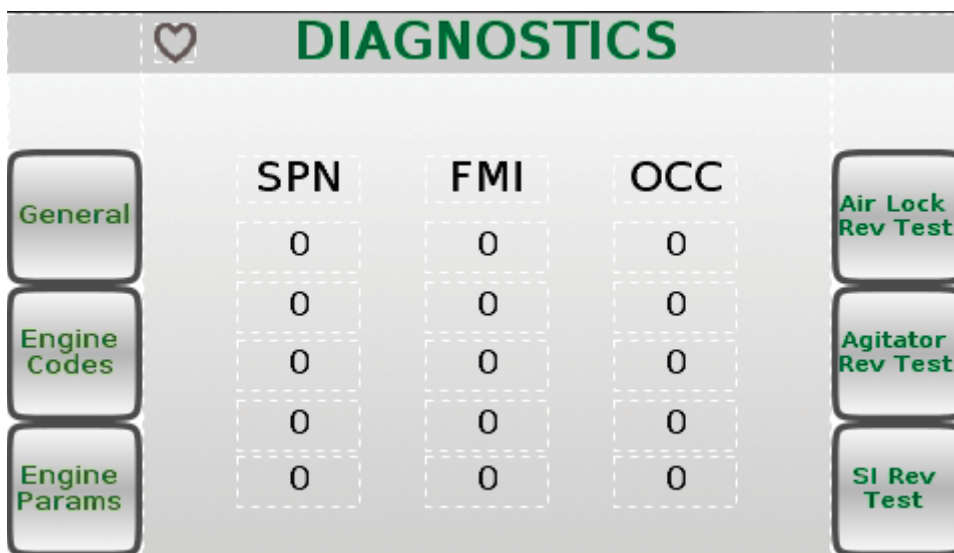 DIAGNOSTICS
SPN FMI OCC
General
Air Lock
Rev Test
0 0 0
0 0 0
Engine
Codes
Agitator
Rev Test
0 0 0
0 0 0
Engine
Params
0 0 0
SI Rev
Test